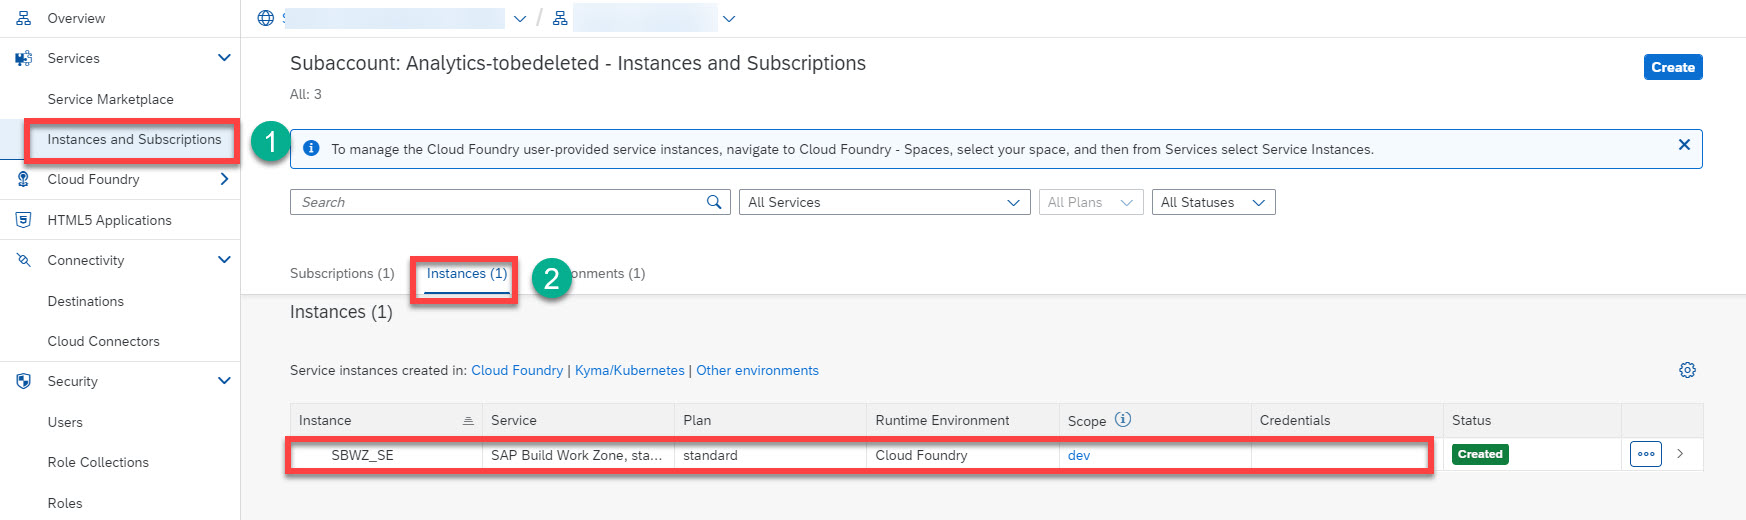 Overview
Services
Service Marketplace
Instances and Subscriptions
Cloud Foundry
HTML5 Applications
Connectivity
Destinations
Cloud Connectors
Security
Users
Role Collections
Roles
/
Subaccount: Analytics-tobedeleted - Instances and Subscriptions
Create
All: 3
1
To manage the Cloud Foundry user-provided service instances, navigate to Cloud Foundry - Spaces, select your space, and then from Services select Service Instances.
Search
All Services
All Plans
All Statuses
Subscriptions (1) Instances (1) 2 onments (1)
Instances (1)
Service instances created in: Cloud Foundry | Kyma/Kubernetes | Other environments
Instance Service Plan Runtime Environment Scope Credentials Status
SBWZ_SE SAP Build Work Zone, sta... standard Cloud Foundry dev Created